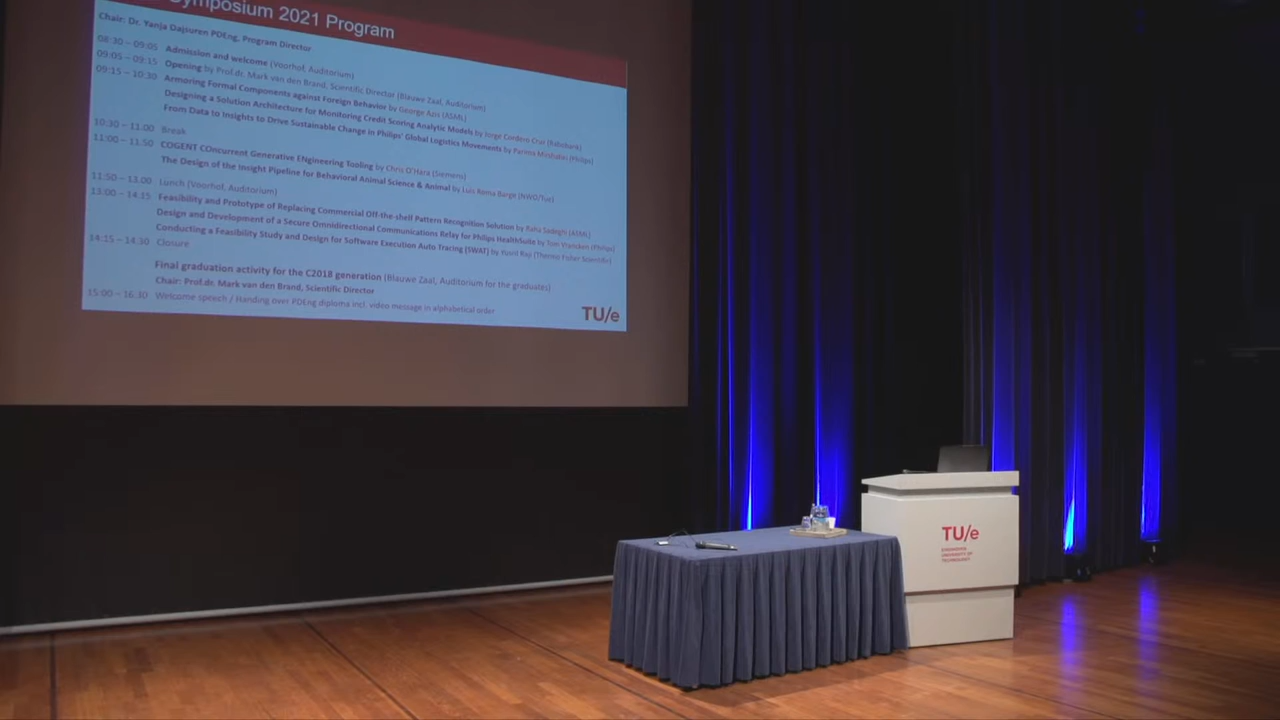 Symposium 2021 Program
Chair: Dr. Yanja Dajsuren PDEng, Program Director
08:30 – 09:05 Admission and welcome (Voorhof, Auditorium)
09:05 – 09:15 Opening by Prof.dr. Mark van den Brand, Scientific Director (Blauwe Zaal, Auditorium)
09:15 – 10:30 Armoring Formal Components against Foreign Behavior by George Azis (ASML)
Designing a Solution Architecture for Monitoring Credit Scoring Analytic Models by Jorge Cordero Cruz (Rabobank)
From Data to Insights to Drive Sustainable Change in Philips' Global Logistics Movements by Parima (Philips)
10:30 – 11.00 Break
11:00 – 11.50 COGENT COncurrent Generative ENgineering Tooling by Chris O'Hara (Siemens)
The Design of the Insight Pipeline for Behavioral Animal Science & Animal by Luis Barge (NWO/Tue)
11:50 – 13.00 Lunch (Voorhof, Auditorium)
13:00 – 14.15 Feasibility and Prototype of Replacing Commercial Off-the-shelf Pattern Recognition Solution by Raha Sadeghi (ASML)
Design and Development of a Secure Omnidirectional Communications Relay for Philips HealthSuite by Tom Vrancken (Philips)
Conducting a Feasibility Study and Design for Software Execution Auto Tracing (SWAT) by Raji (Thermo Fisher Scientific)
14:15 – 14.30 Closure
Final graduation activity for the C2018 generation (Blauwe Zaal, Auditorium for the graduates)
Chair: Prof.dr. Mark van den Brand, Scientific Director
15:00 – 16:30 Welcome speech / Handing over PDEng diploma incl. video message in alphabetical order
TU/e
TU/e
EINDHOVEN
UNIVERSITY OF
TECHNOLOGY